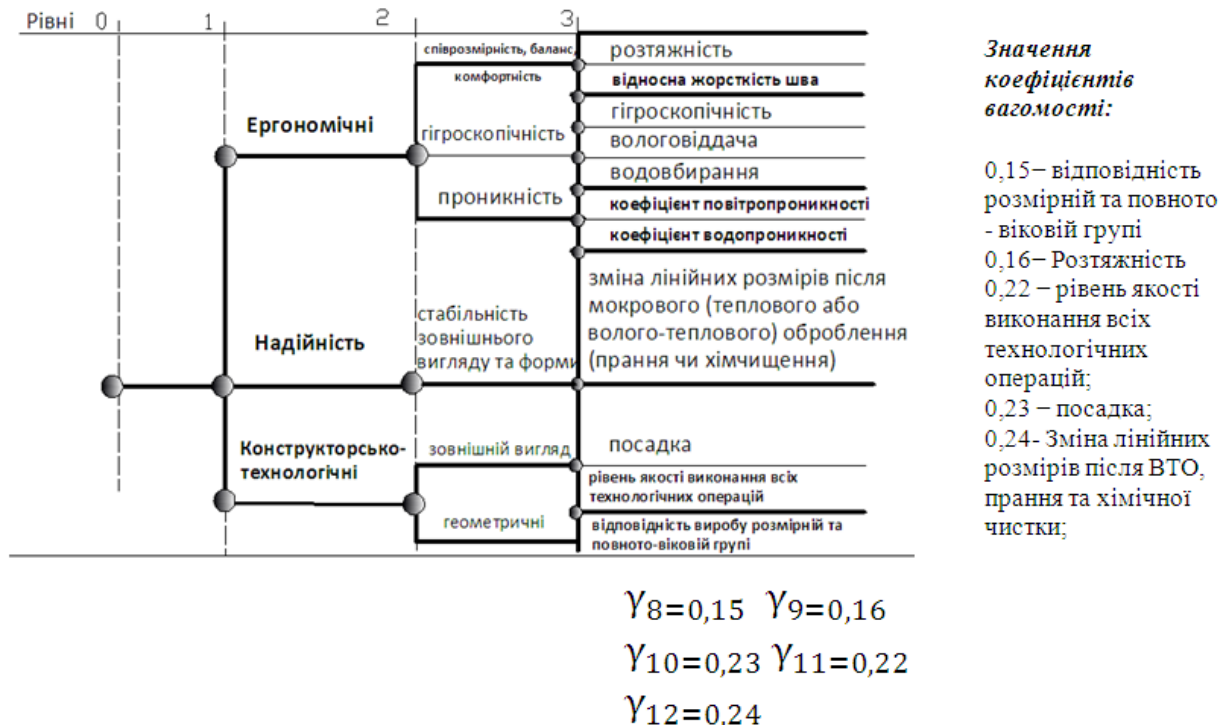 Рівні 0 1 2 3
співрозмірність, баланс,
комфортність
розтяжність
відносна жорсткість шва
Ергономічні
гігроскопічність
гігроскопічність
вологовіддача
водовбирання
проникність
коефіцієнт повітропроникності
коефіцієнт водопроникності
Надійність
стабільність
зовнішнього
вигляду та форми
зміна лінійних розмірів після
мокрового (теплового або
волого-теплового) оброблення
(прання чи хімчищення)
Конструкторсько-
технологічні
зовнішній вигляд
посадка
рівень якості виконання всіх
технологічних операцій
геометричні
відповідність виробу розмірній та
повното-віковій групі
Значення
коефіцієнтів
вагомості:
0,15– відповідність
розмірній та повното
- віковій групі
0,16– Розтяжність
0,22 – рівень якості
виконання всіх
технологічних
операцій;
0,23 – посадка;
0,24- Зміна лінійних
розмірів після ВТО,
прання та хімічної
чистки;
γ8=0,15 γ9=0,16
γ10=0,23 γ11=0,22
γ12=0,24